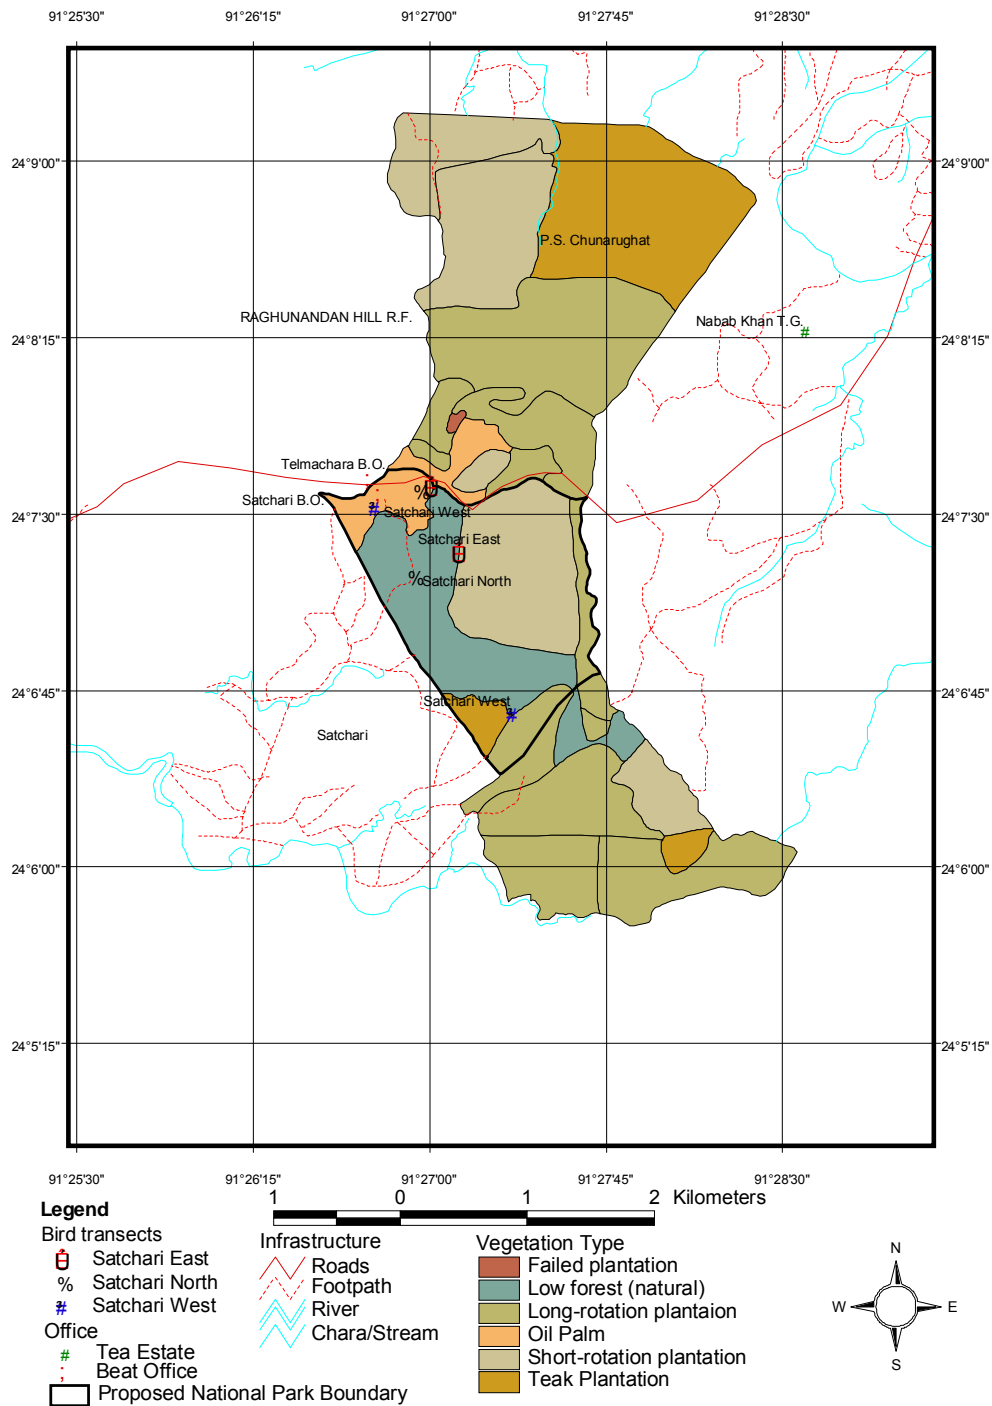 91°25'30" 91°26'15" 91°27'00" 91°27'45" 91°28'30"
24°9'00" 24°9'00"
P.S. Chunarughat
RAGHUNANDAN HILL R.F.
Nabab Khan T.G.
#
24°8'15" 24°8'15"
Telmachara B.O.
%
Satchari B.O.
#
Satchari West
24°7'30" 24°7'30"
Satchari East
%
Satchari North
24°6'45" 24°6'45"
Satchari West
#
Satchari
24°6'00" 24°6'00"
24°5'15" 24°5'15"
91°25'30" 91°26'15" 91°27'00" 91°27'45" 91°28'30"
1 0 1 2 Kilometers
Legend
Bird transects
Satchari East
% Satchari North
# Satchari West
Office
# Tea Estate
Beat Office
Proposed National Park Boundary
Infrastructure
Roads
Footpath
River
Chara/Stream
Vegetation Type
Failed plantation
Low forest (natural)
Long-rotation plantaion
Oil Palm
Short-rotation plantation
Teak Plantation
N
W E
S